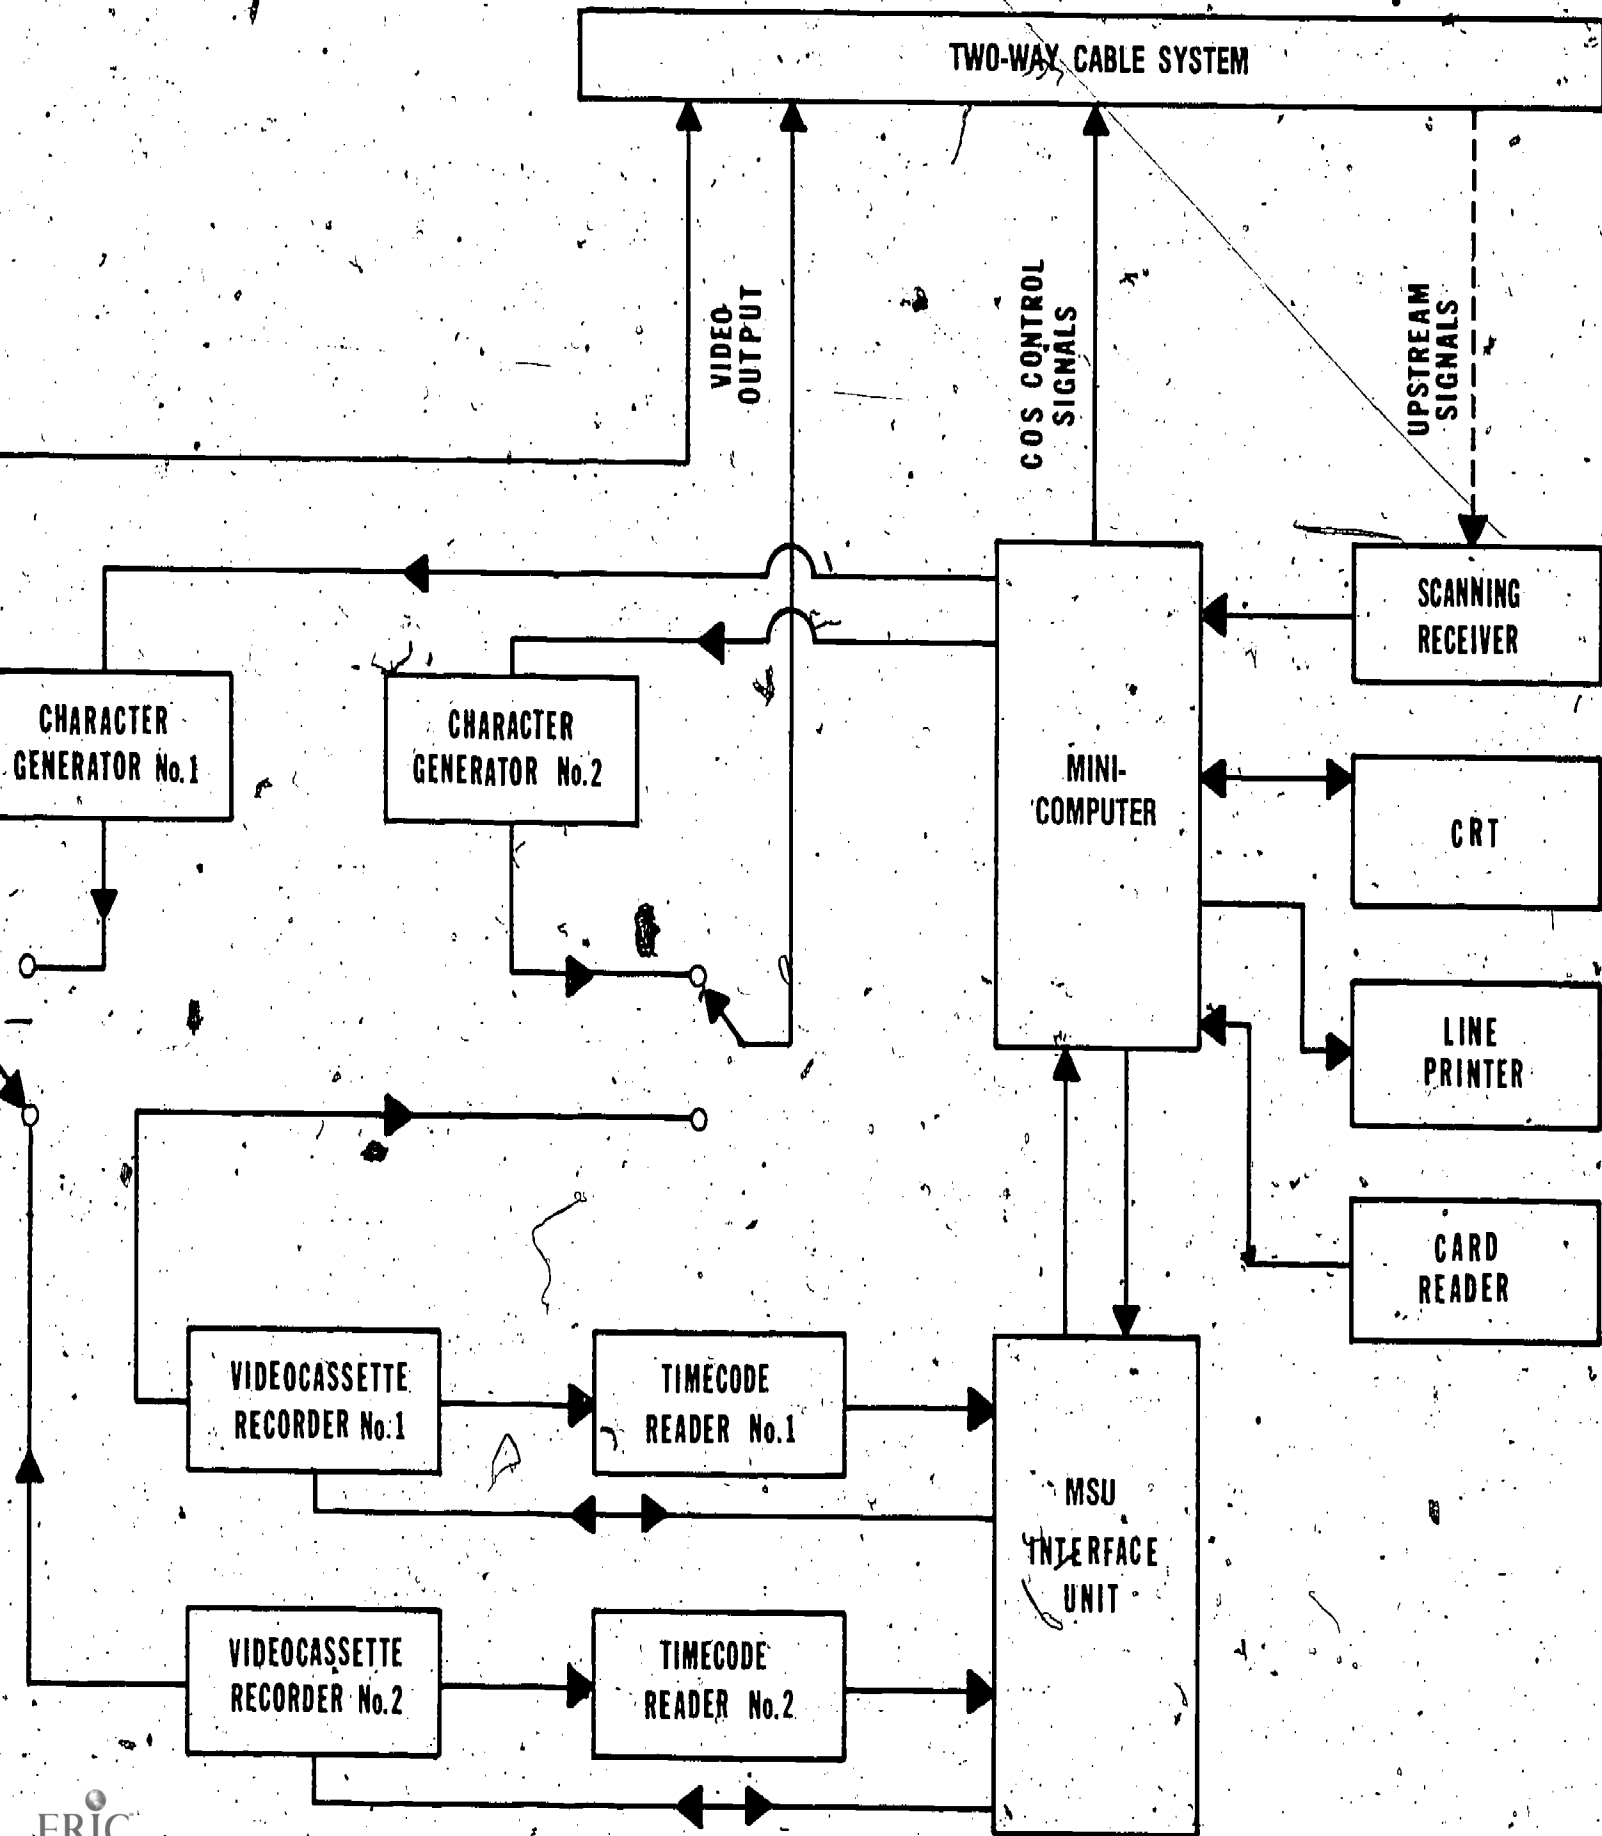 TWO-WAY CABLE SYSTEM
VIDEO
OUTPUT
COS CONTROL
SIGNALS
UPSTREAM
SIGNALS
SCANNING
RECEIVER
CHARACTER
GENERATOR No.1
CHARACTER
GENERATOR No.2
MINI-
COMPUTER
CRT
LINE
PRINTER
CARD
READER
VIDEOCASSETTE
RECORDER No.1
TIMECODE
READER No.1
MSU
INTERFACE
UNIT
VIDEOCASSETTE
RECORDER No.2
TIMECODE
READER No.2
ERIC